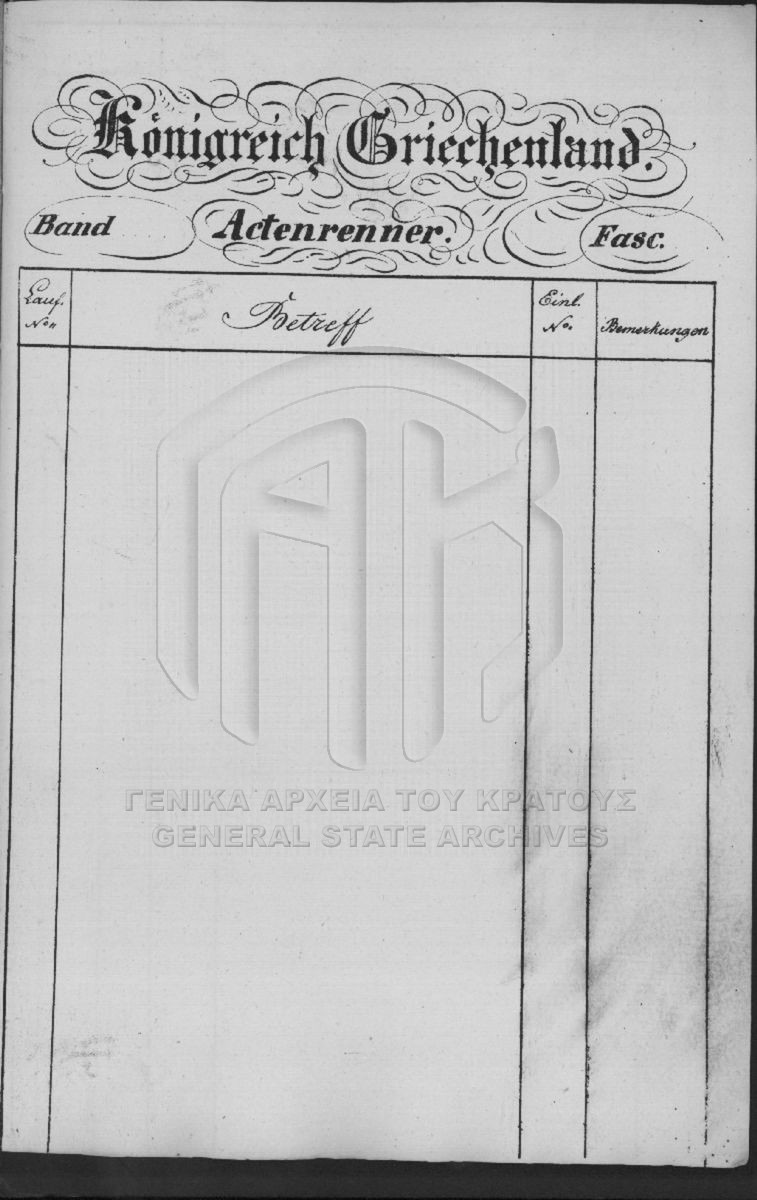 Königreich Griechenland.
Band Actenrenner. Fasc.
Lauf. Betreff Einl. Bemerkungen
No. No.
ΓΕΝΙΚΑ ΑΡΧΕΙΑ ΤΟΥ ΚΡΑΤΟΥΣ
GENERAL STATE ARCHIVES